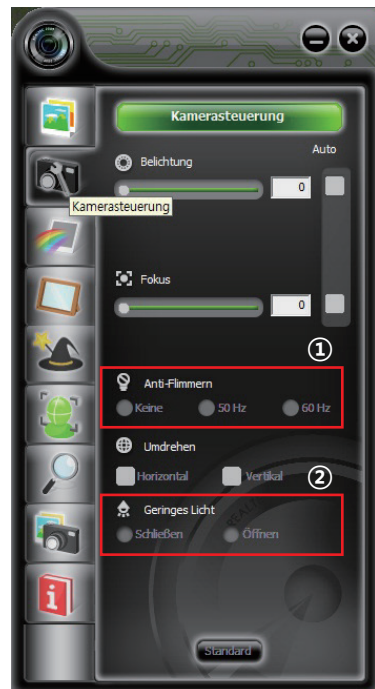 Kamerasteuerung
Auto
Belichtung
0
Kamerasteuerung
Fokus
0
①
Anti-Flimmern
Keine 50 Hz 60 Hz
Umdrehen
Horizontal Vertikal
②
Geringes Licht
Schließen Öffnen
Standard